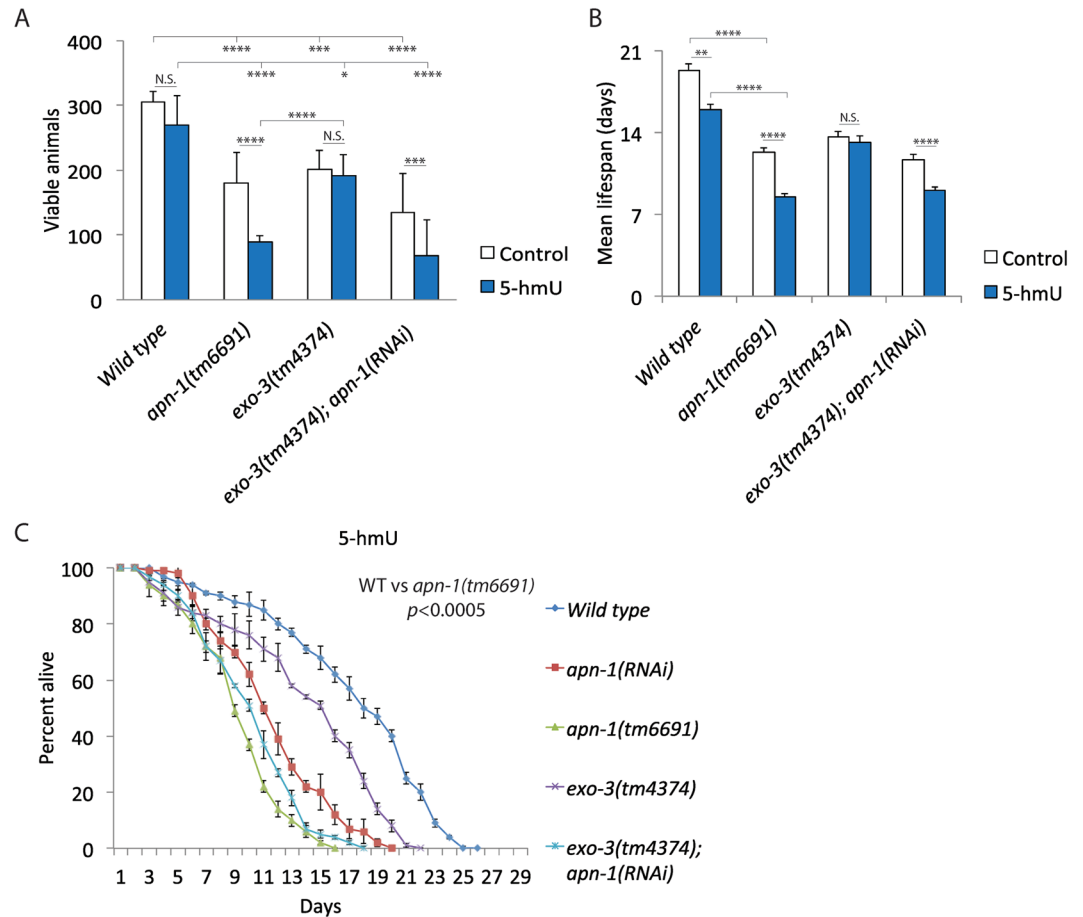 A
Viable animals
400
300
200
100
0
**** *** ****
**** * ****
N.S.
****
****
N.S.
***
Control
5-hmU
Wild type
apn-1(tm6691)
exo-3(tm4374)
exo-3(tm4374); apn-1(RNAi)
B
Mean lifespan (days)
21
14
7
0
****
**
****
****
N.S.
****
Control
5-hmU
Wild type
apn-1(tm6691)
exo-3(tm4374)
exo-3(tm4374); apn-1(RNAi)
C
5-hmU
WT vs apn-1(tm6691)
p<0.0005
Percent alive
100
80
60
40
20
0
1 3 5 7 9 11 13 15 17 19 21 23 25 27 29
Days
Wild type
apn-1(RNAi)
apn-1(tm6691)
exo-3(tm4374)
exo-3(tm4374);
apn-1(RNAi)